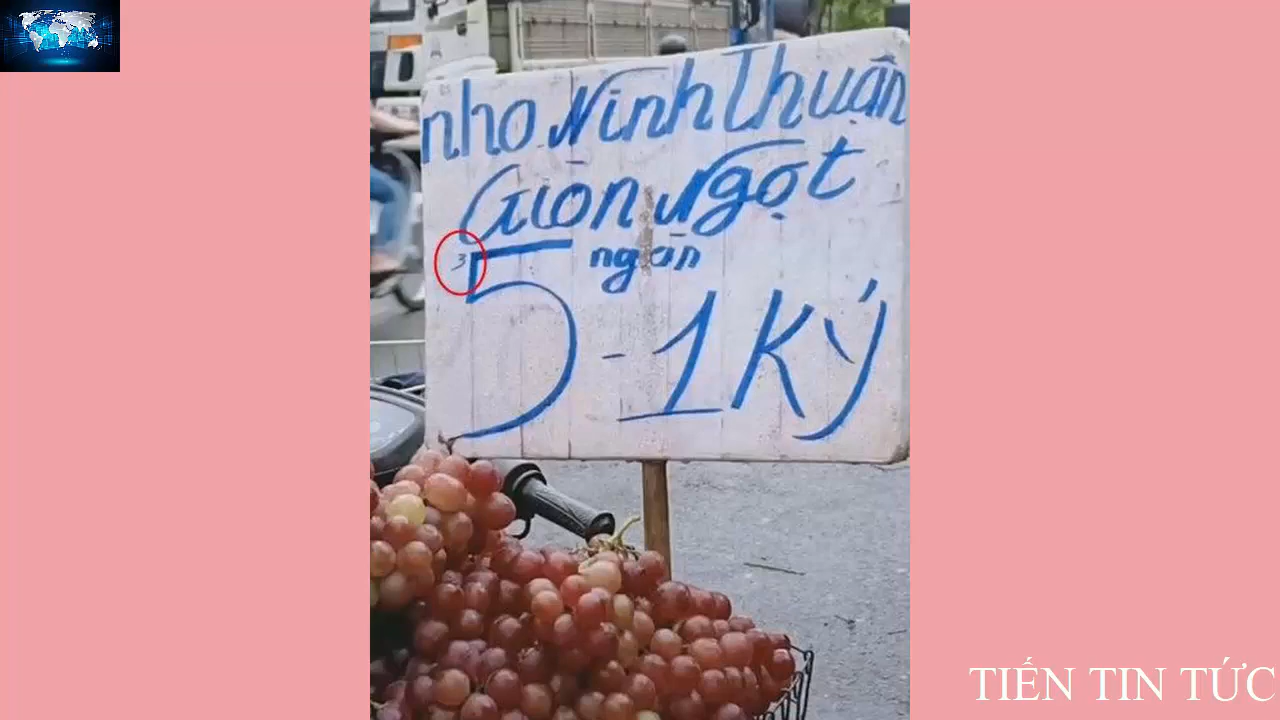 nho Ninh Thuận
Giòn Ngọt
3 5 ngàn - 1 Ký
TIẾN TIN TỨC